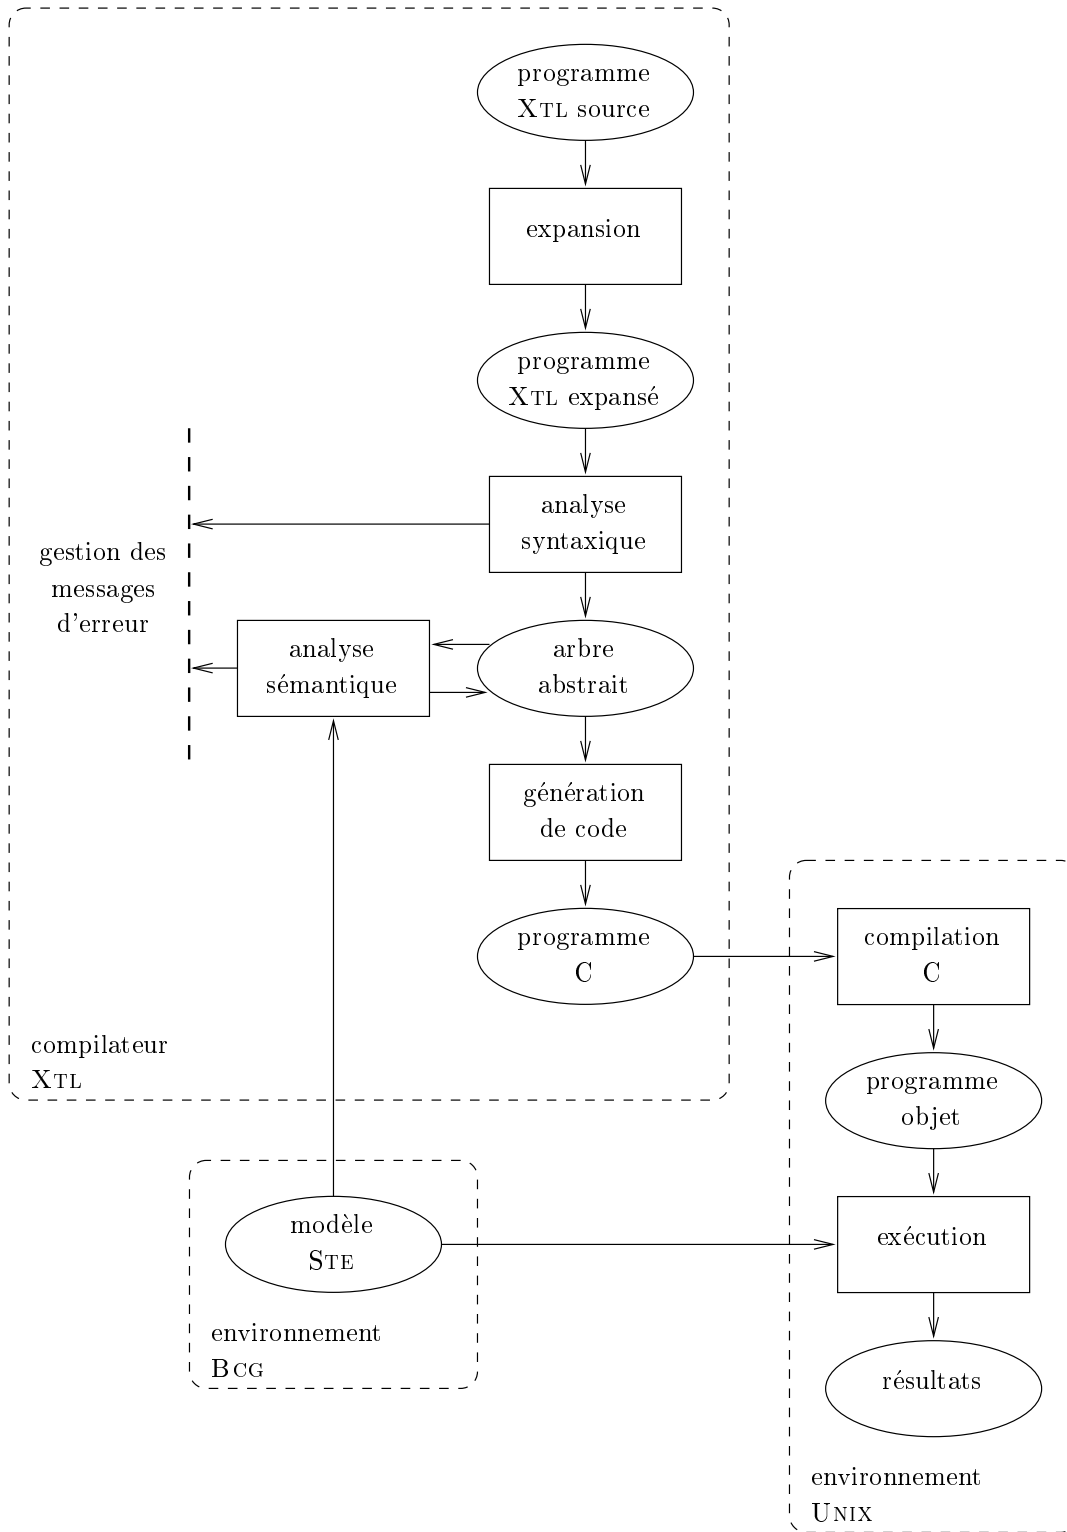 programme
XTL source
expansion
programme
XTL expansé
analyse
syntaxique
gestion des
messages
d'erreur
analyse
sémantique
arbre
abstrait
génération
de code
programme
C
compilation
C
compilateur
XTL
programme
objet
modèle
STE
exécution
environnement
BCG
résultats
environnement
UNIX